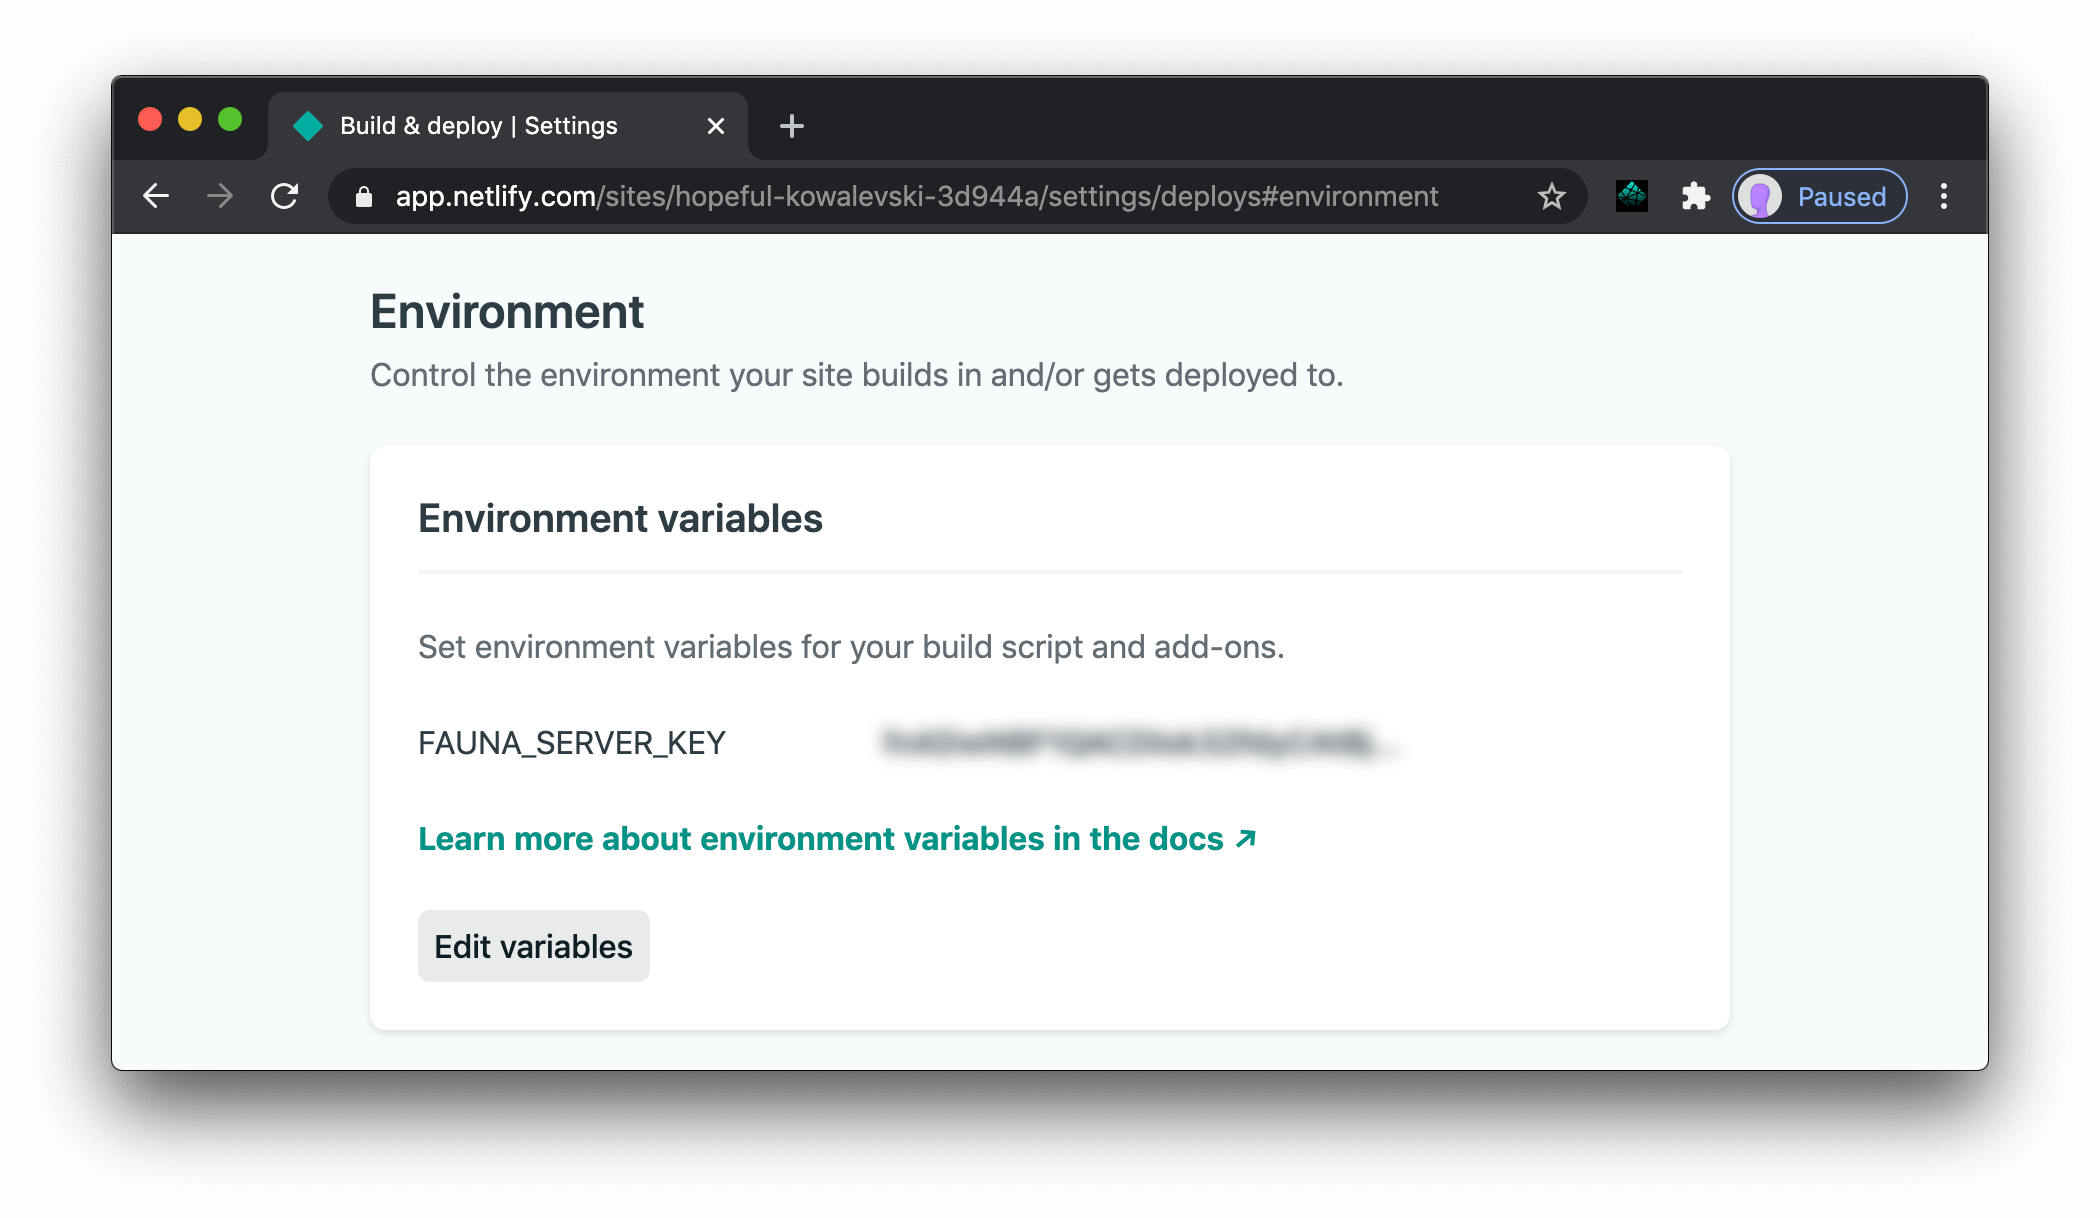 Build & deploy | Settings
app.netlify.com/sites/hopeful-kowalevski-3d944a/settings/deploys#environment
Paused
Environment
Control the environment your site builds in and/or gets deployed to.
Environment variables
Set environment variables for your build script and add-ons.
FAUNA_SERVER_KEY
Learn more about environment variables in the docs ↗
Edit variables